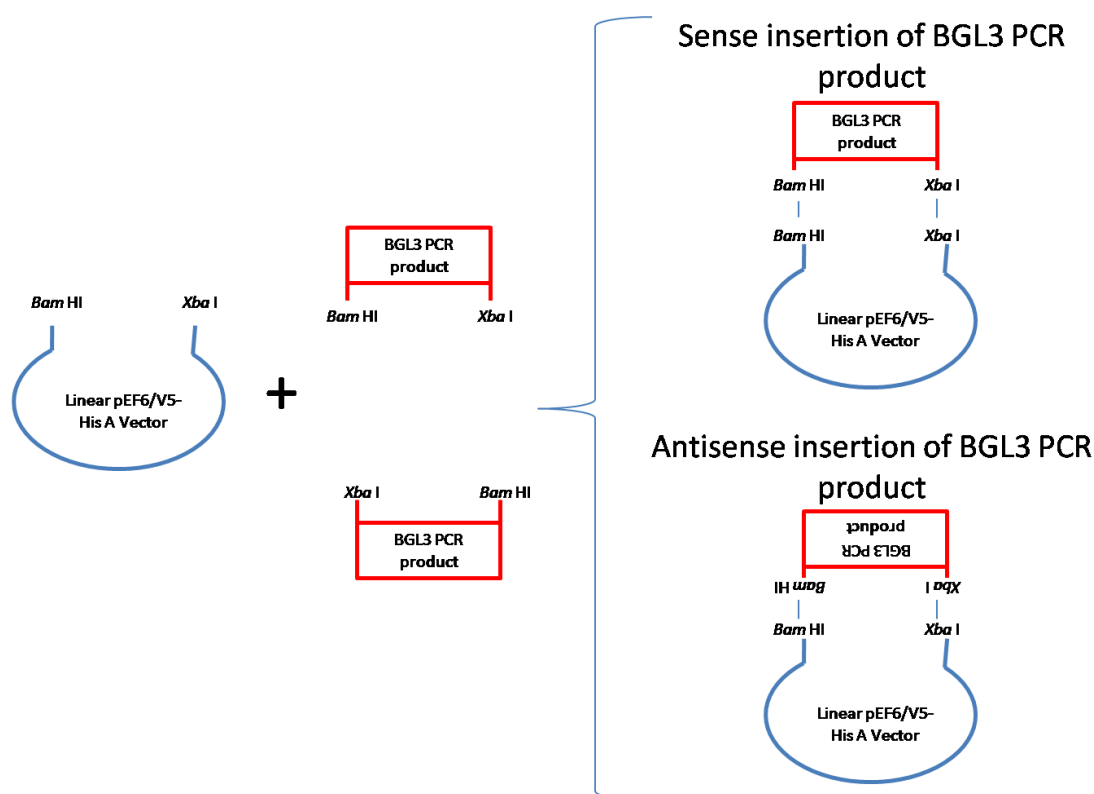 Sense insertion of BGL3 PCR
product
BGL3 PCR
product
Bam HI
Xba I
Bam HI
Xba I
Linear pEF6/V5-
His A Vector
Bam HI
Xba I
Linear pEF6/V5-
His A Vector
+
BGL3 PCR
product
Bam HI
Xba I
Xba I
Bam HI
BGL3 PCR
product
Antisense insertion of BGL3 PCR
product
BGL3 PCR
product
Bam HI
Xba I
Bam HI
Xba I
Linear pEF6/V5-
His A Vector